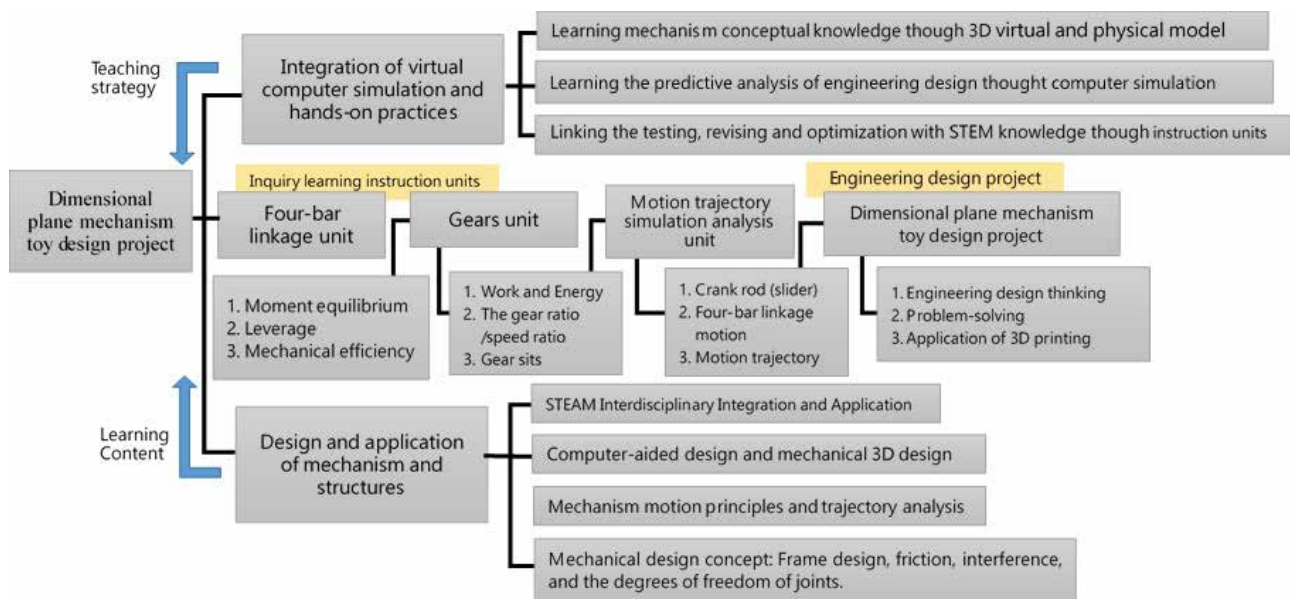 Learning mechanism conceptual knowledge though 3D virtual and physical model
Teaching
strategy
Integration of virtual
computer simulation and
hands-on practices
Learning the predictive analysis of engineering design thought computer simulation
Linking the testing, revising and optimization with STEM knowledge though instruction units
Dimensional
plane mechanism
toy design project
Inquiry learning instruction units
Engineering design project
Four-bar
linkage unit
Gears unit
Motion trajectory
simulation analysis
unit
Dimensional plane mechanism
toy design project
1. Moment equilibrium
2. Leverage
3. Mechanical efficiency
1. Work and Energy
2. The gear ratio
/speed ratio
3. Gear sits
1. Crank rod (slider)
2. Four-bar linkage
motion
3. Motion trajectory
1. Engineering design thinking
2. Problem-solving
3. Application of 3D printing
Learning
Content
Design and application
of mechanism and
structures
STEAM Interdisciplinary Integration and Application
Computer-aided design and mechanical 3D design
Mechanism motion principles and trajectory analysis
Mechanical design concept: Frame design, friction, interference,
and the degrees of freedom of joints.